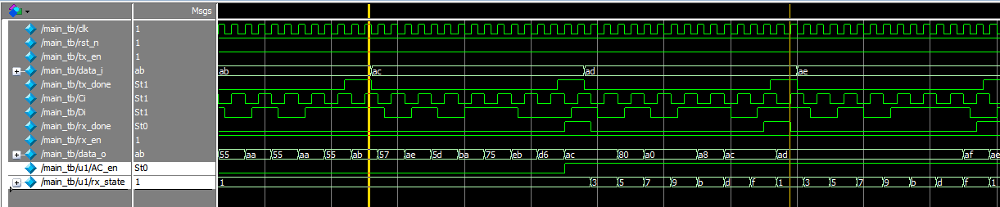 Msgs
/main_tb/clk 1
/main_tb/rst_n 1
/main_tb/tx_en 1
/main_tb/data_i ab ab ac ad ae
/main_tb/tx_done St1
/main_tb/Ci St1
/main_tb/Di St1
/main_tb/rx_done St0
/main_tb/rx_en 1
/main_tb/data_o ab 55 aa 55 aa 55 ab 57 ae 5d ba 75 eb d6 ac 80 a0 a8 ac ad af ae
/main_tb/u1/AC_en St0
/main_tb/u1/rx_state 1 1 3 5 7 9 b d f 1 3 5 7 9 b d f 1